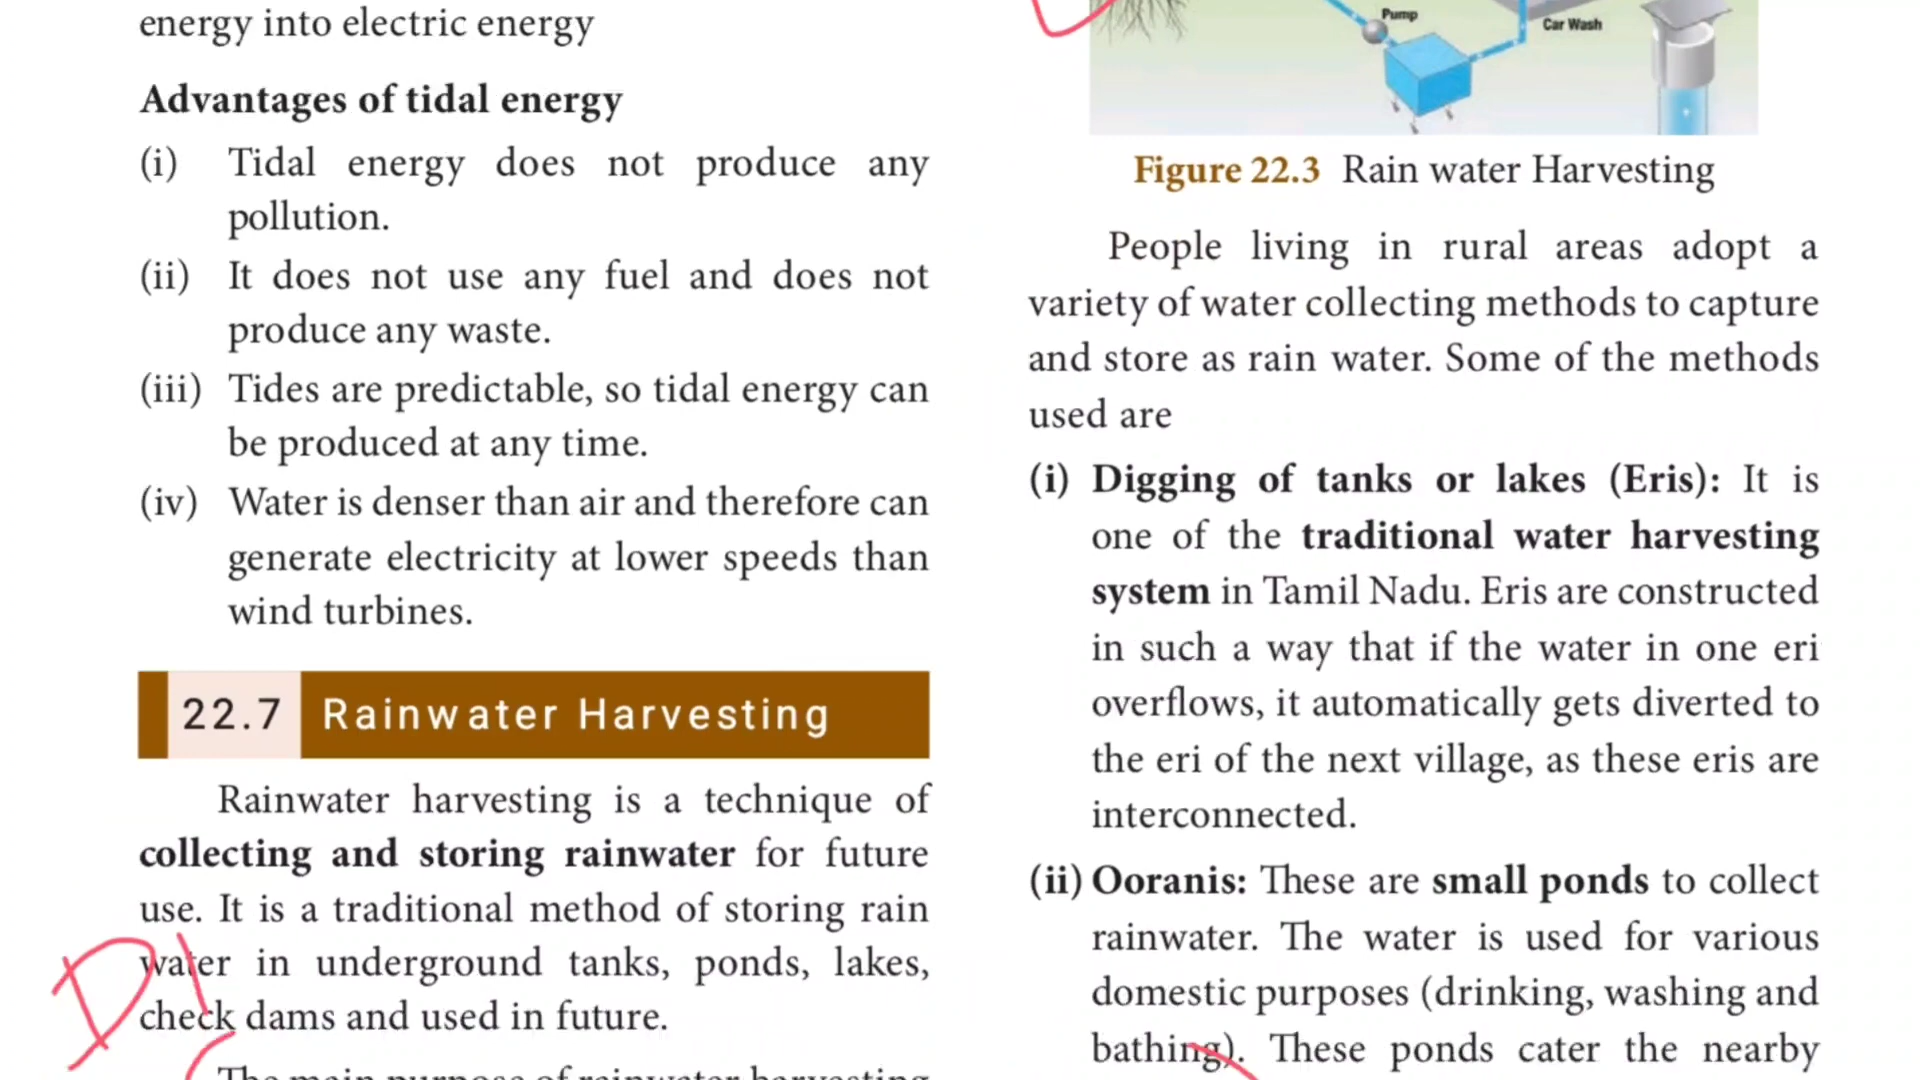 energy into electric energy
Advantages of tidal energy
(i) Tidal energy does not produce any
pollution.
(ii) It does not use any fuel and does not
produce any waste.
(iii) Tides are predictable, so tidal energy can
be produced at any time.
(iv) Water is denser than air and therefore can
generate electricity at lower speeds than
wind turbines.
22.7 Rainwater Harvesting
Rainwater harvesting is a technique of
collecting and storing rainwater for future
use. It is a traditional method of storing rain
water in underground tanks, ponds, lakes,
check dams and used in future.
The main purpose of rainwater harvesting
Pump
Car Wash
Figure 22.3 Rain water Harvesting
People living in rural areas adopt a
variety of water collecting methods to capture
and store as rain water. Some of the methods
used are
(i) Digging of tanks or lakes (Eris): It is
one of the traditional water harvesting
system in Tamil Nadu. Eris are constructed
in such a way that if the water in one eri
overflows, it automatically gets diverted to
the eri of the next village, as these eris are
interconnected.
(ii) Ooranis: These are small ponds to collect
rainwater. The water is used for various
domestic purposes (drinking, washing and
bathing). These ponds cater the nearby